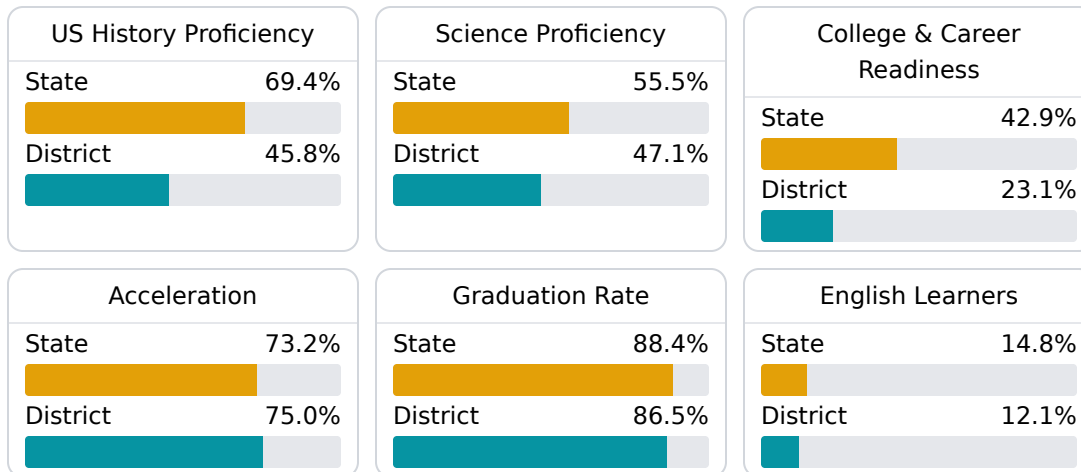 US History Proficiency
State 69.4%
District 45.8%
Science Proficiency
State 55.5%
District 47.1%
College & Career
Readiness
State 42.9%
District 23.1%
Acceleration
State 73.2%
District 75.0%
Graduation Rate
State 88.4%
District 86.5%
English Learners
State 14.8%
District 12.1%